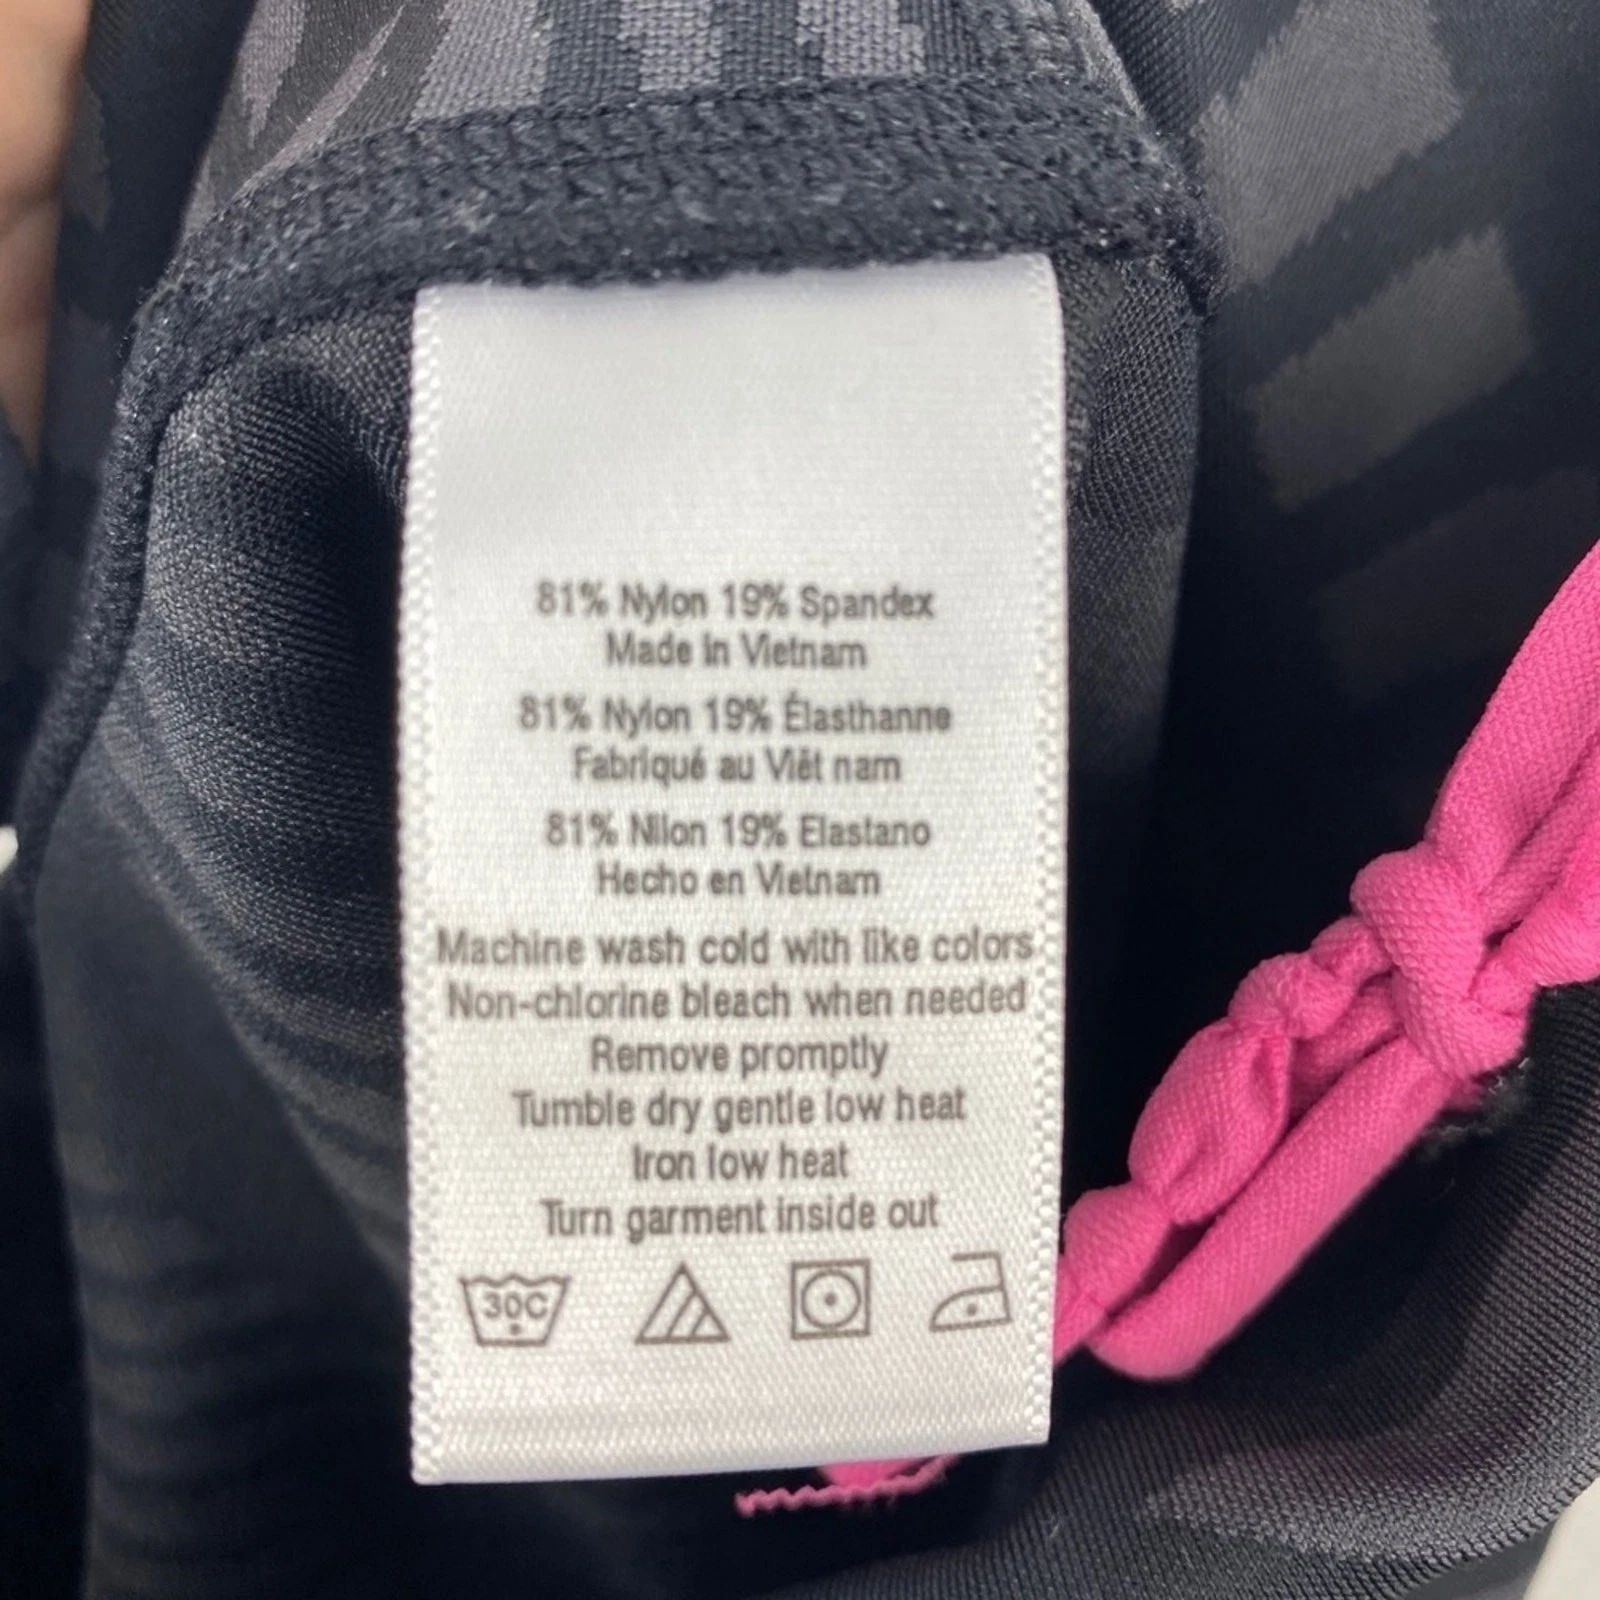 81% Nylon 19% Spandex
Made In Vietnam
81% Nylon 19% Élasthanne
Fabriqué au Viêt nam
81% Nilon 19% Elastano
Hecho en Vietnam
Machine wash cold with like colors
Non-chlorine bleach when needed
Remove promptly
Tumble dry gentle low heat
Iron low heat
Turn garment inside out
30C